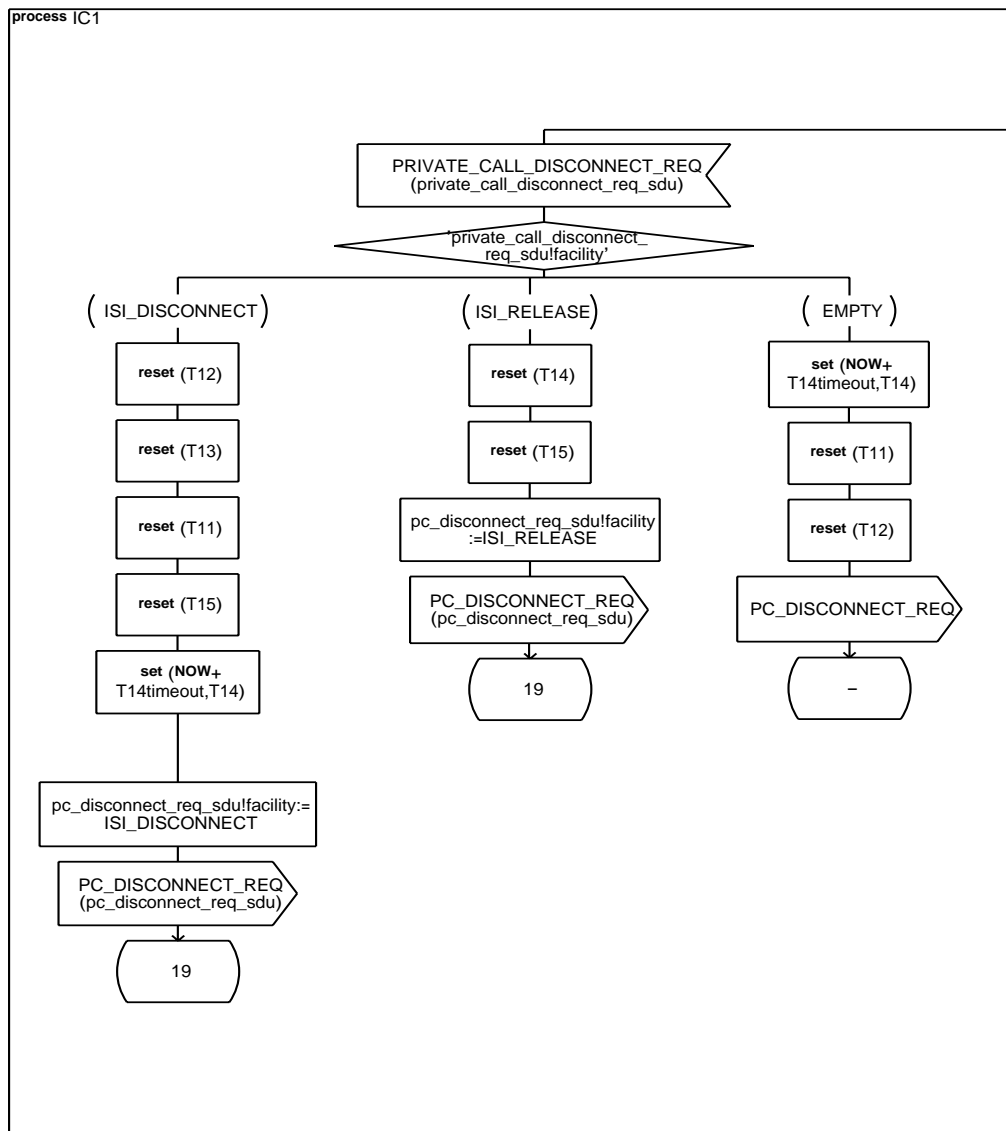 process IC1
PRIVATE_CALL_DISCONNECT_REQ
(private_call_disconnect_req_sdu)
'private_call_disconnect_
req_sdu!facility'
( ISI_DISCONNECT )
reset (T12)
reset (T13)
reset (T11)
reset (T15)
set (NOW+
T14timeout,T14)
pc_disconnect_req_sdu!facility:=
ISI_DISCONNECT
PC_DISCONNECT_REQ
(pc_disconnect_req_sdu)
19
( ISI_RELEASE )
reset (T14)
reset (T15)
pc_disconnect_req_sdu!facility
:=ISI_RELEASE
PC_DISCONNECT_REQ
(pc_disconnect_req_sdu)
19
( EMPTY )
set (NOW+
T14timeout,T14)
reset (T11)
reset (T12)
PC_DISCONNECT_REQ
–